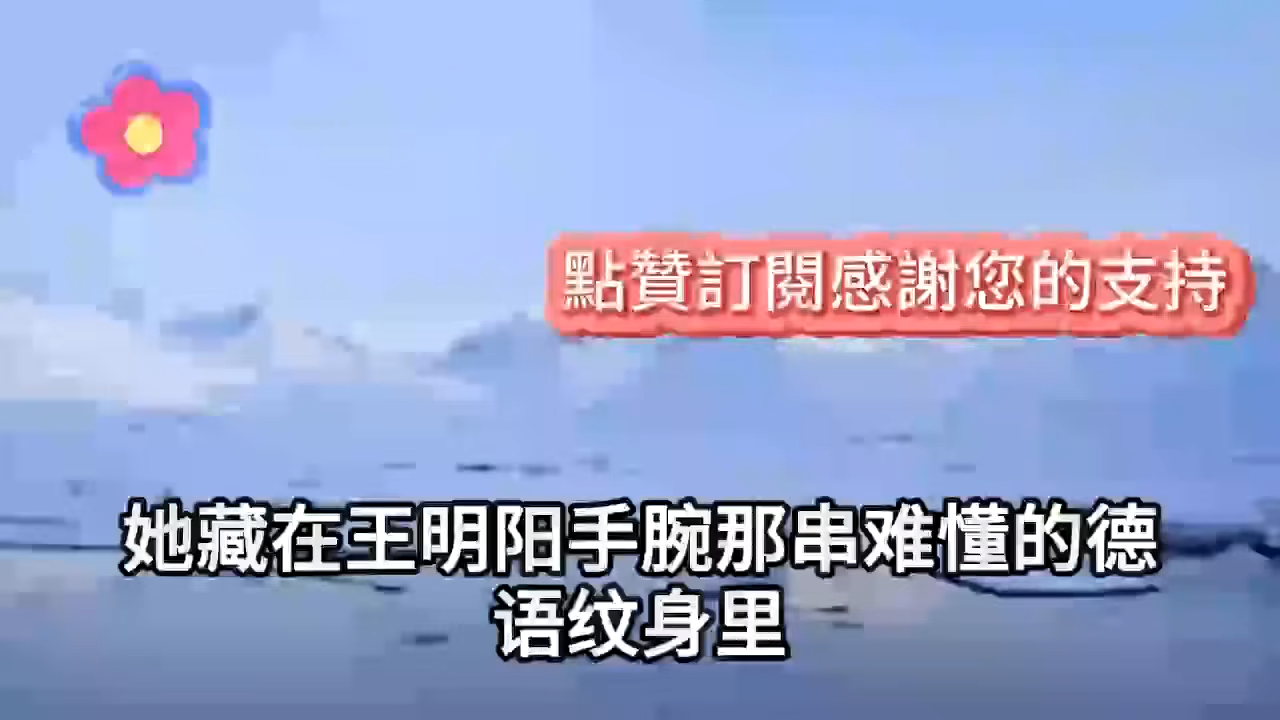 點贊訂閱感謝您的支持
她藏在王明阳手腕那串难懂的德
语纹身里